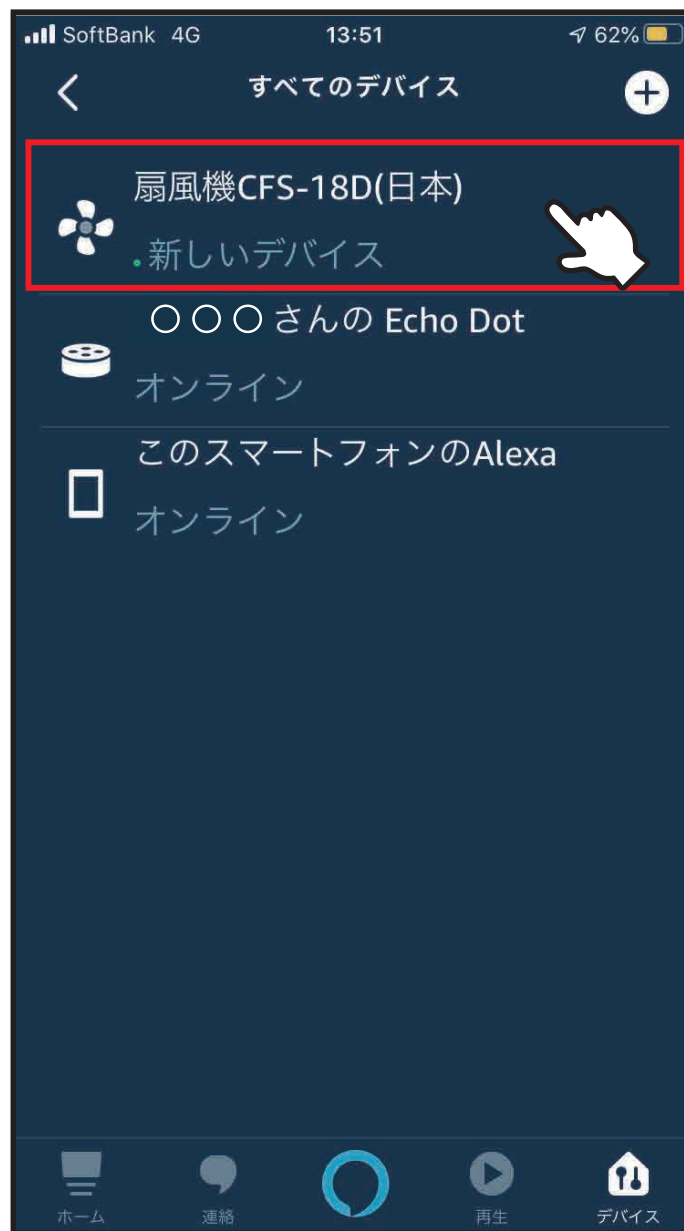 SoftBank 4G 13:51 62%
すべてのデバイス
扇風機CFS-18D(日本)
新しいデバイス
〇〇〇さんの Echo Dot
オンライン
このスマートフォンのAlexa
オンライン
ホーム 連絡 再生 デバイス